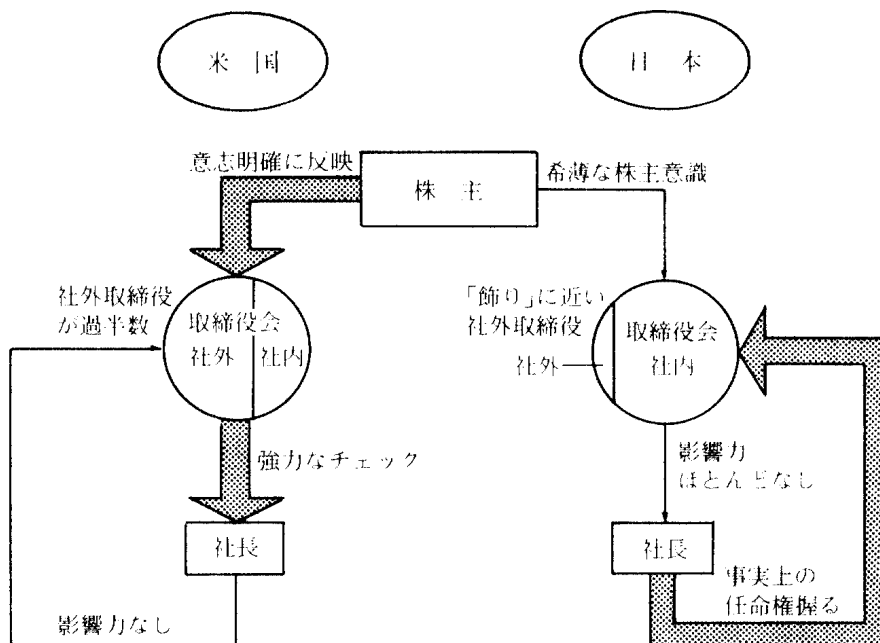 米 国
日 本
意志明確に反映
株 主
希薄な株主意識
社外取締役
が過半数
取締役会
社外
社内
「飾り」に近い
社外取締役
社外
取締役会
社内
強力なチェック
影響力
ほとんどなし
社長
社長
事実上の
任命権握る
影響力なし